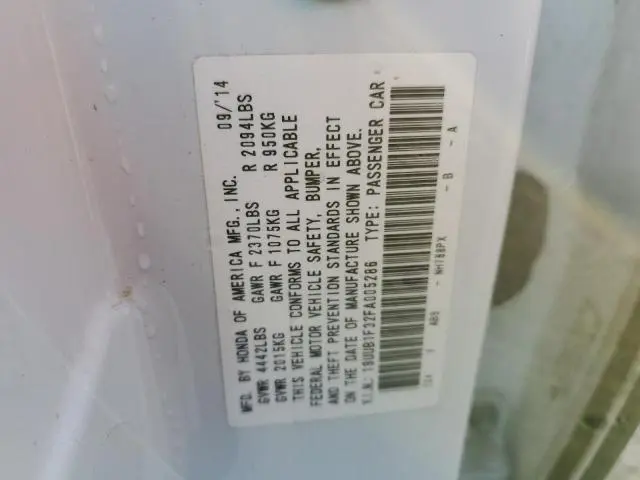 MFD. BY HONDA OF AMERICA MFG., INC. 09/'14
GVWR 4442LBS GAWR F 2370LBS R 2094LBS
GVWR 2015KG GAWR F 1075KG R 950KG
THIS VEHICLE CONFORMS TO ALL APPLICABLE
FEDERAL MOTOR VEHICLE SAFETY, BUMPER,
AND THEFT PREVENTION STANDARDS IN EFFECT
ON THE DATE OF MANUFACTURE SHOWN ABOVE.
V.I.N.: 19UUB1F32FA005286 TYPE: PASSENGER CAR
NH788PX - B - A